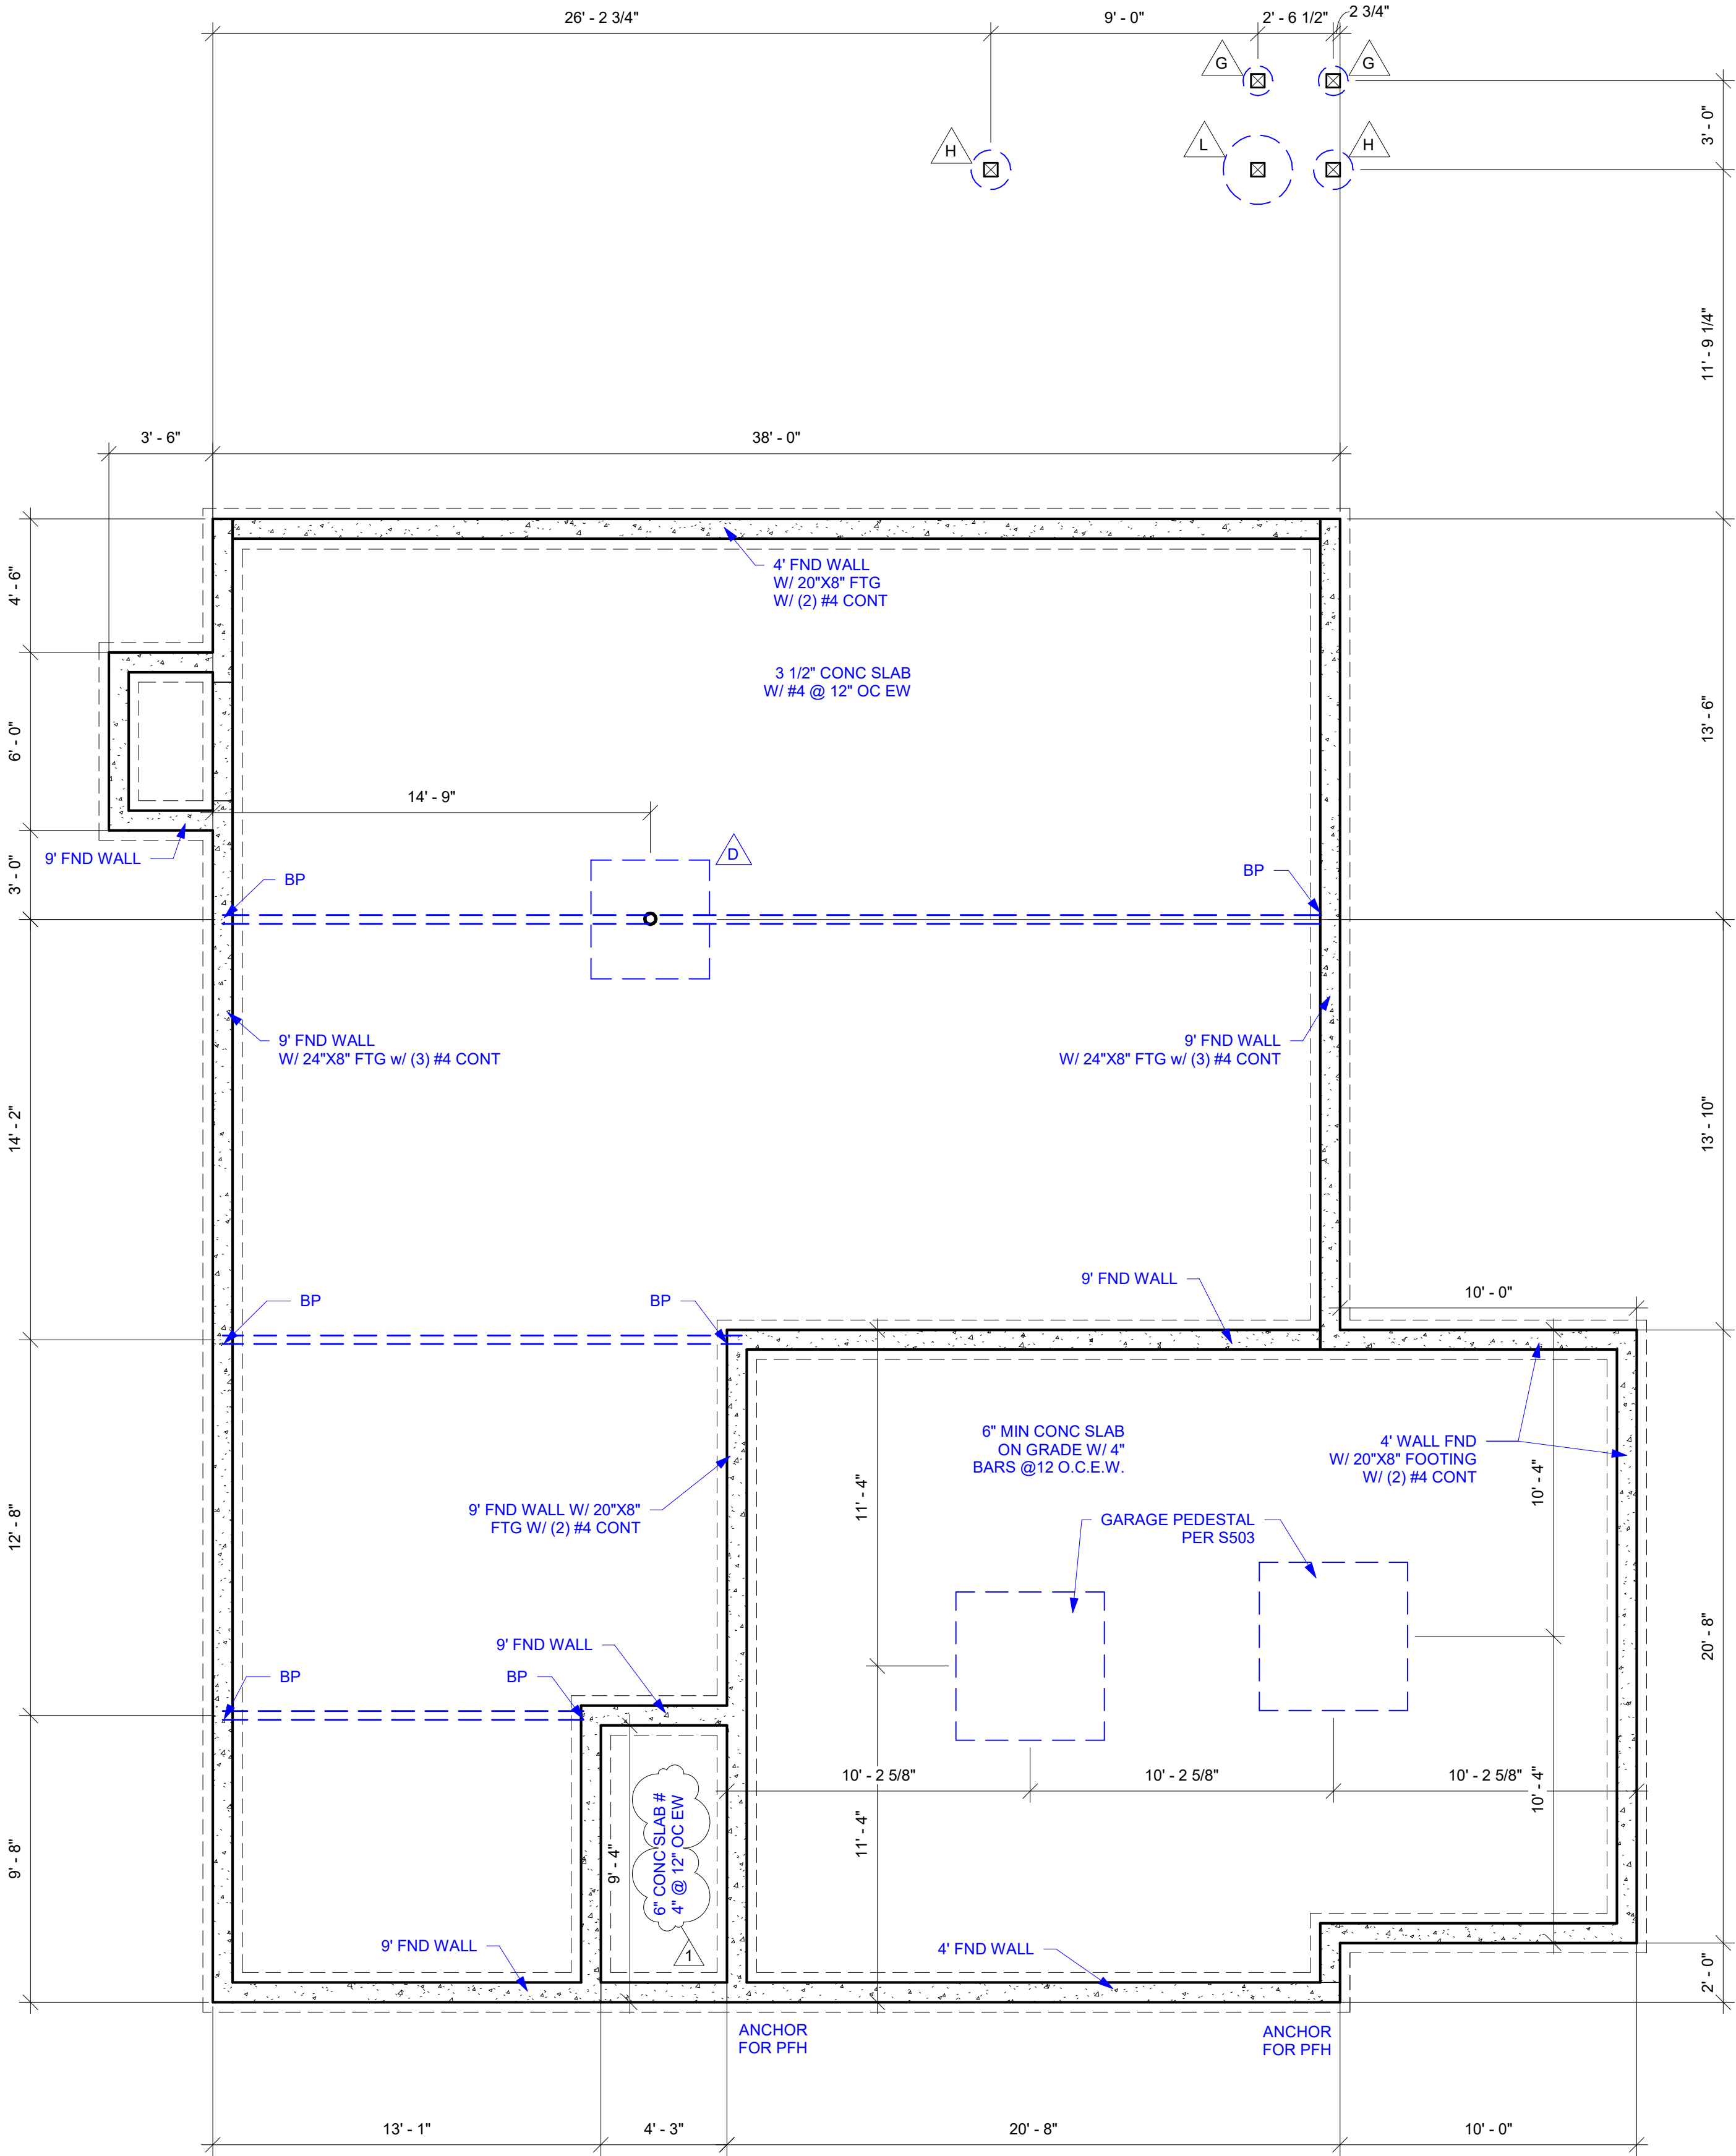 26' - 2 3/4"
9' - 0"
2' - 6 1/2"
2 3/4"
G
G
3' - 0"
H
L
H
11' - 9 1/4"
3' - 6"
38' - 0"
4' - 6"
4' FND WALL
W/ 20"X8" FTG
W/ (2) #4 CONT
3 1/2" CONC SLAB
W/ #4 @ 12" OC EW
6' - 0"
13' - 6"
14' - 9"
9' FND WALL
D
3' - 0"
BP
BP
9' FND WALL
W/ 24"X8" FTG w/ (3) #4 CONT
9' FND WALL
W/ 24"X8" FTG w/ (3) #4 CONT
14' - 2"
13' - 10"
9' FND WALL
10' - 0"
BP
BP
6" MIN CONC SLAB
ON GRADE W/ 4"
BARS @12 O.C.E.W.
4' WALL FND
W/ 20"X8" FOOTING
W/ (2) #4 CONT
11' - 4"
10' - 4"
9' FND WALL W/ 20"X8"
FTG W/ (2) #4 CONT
12' - 8"
GARAGE PEDESTAL
PER S503
9' FND WALL
20' - 8"
BP
BP
10' - 2 5/8"
10' - 2 5/8"
10' - 2 5/8"
10' - 4"
11' - 4"
9' - 4"
6" CONC SLAB #
4" @ 12" OC EW
9' - 8"
9' FND WALL
1
4' FND WALL
2' - 0"
ANCHOR
FOR PFH
ANCHOR
FOR PFH
13' - 1"
4' - 3"
20' - 8"
10' - 0"